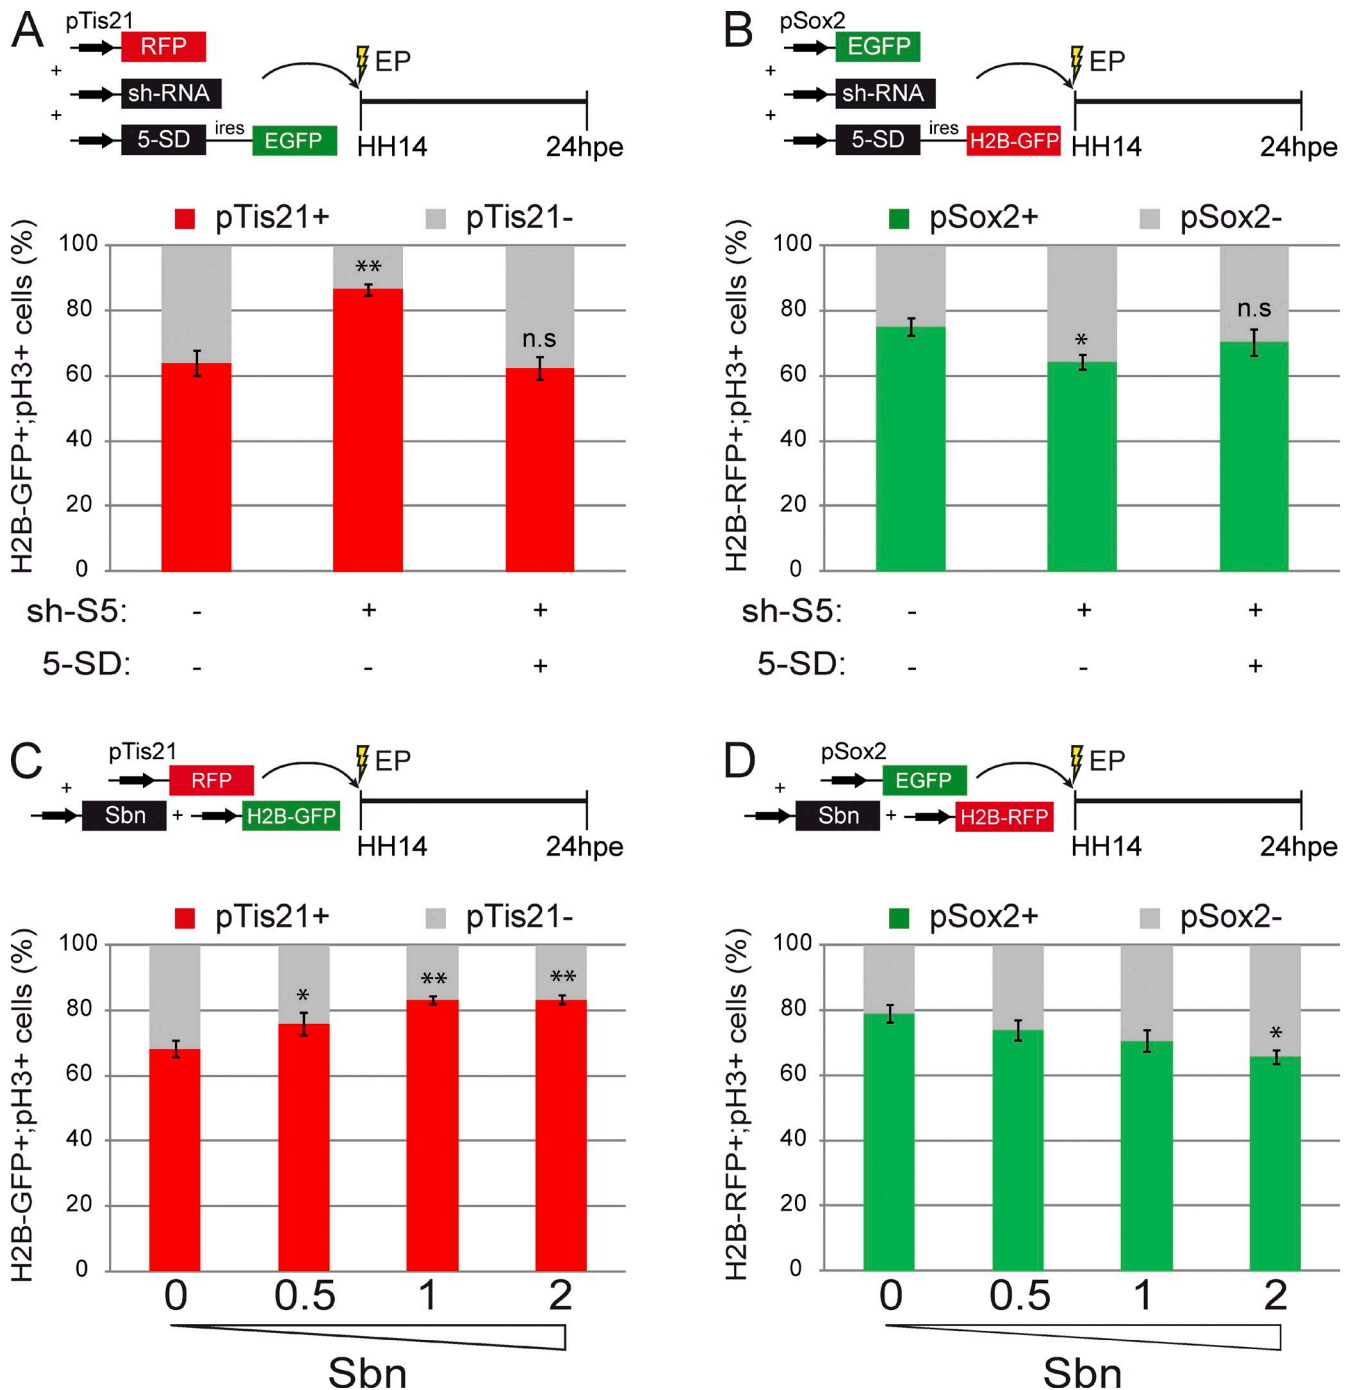 A
pTis21
RFP
+
sh-RNA
+
5-SD ires EGFP
EP
HH14 24hpe
pTis21+ pTis21-
H2B-GFP+;pH3+ cells (%)
100
80
60
40
20
0
** n.s
sh-S5: - + +
5-SD: - - +
B
pSox2
EGFP
+
sh-RNA
+
5-SD ires H2B-GFP
EP
HH14 24hpe
pSox2+ pSox2-
H2B-RFP+;pH3+ cells (%)
100
80
60
40
20
0
* n.s
sh-S5: - + +
5-SD: - - +
C
pTis21
RFP
+
Sbn + H2B-GFP
EP
HH14 24hpe
pTis21+ pTis21-
H2B-GFP+;pH3+ cells (%)
100
80
60
40
20
0
* ** **
0 0.5 1 2
Sbn
D
pSox2
EGFP
+
Sbn + H2B-RFP
EP
HH14 24hpe
pSox2+ pSox2-
H2B-RFP+;pH3+ cells (%)
100
80
60
40
20
0
*
0 0.5 1 2
Sbn